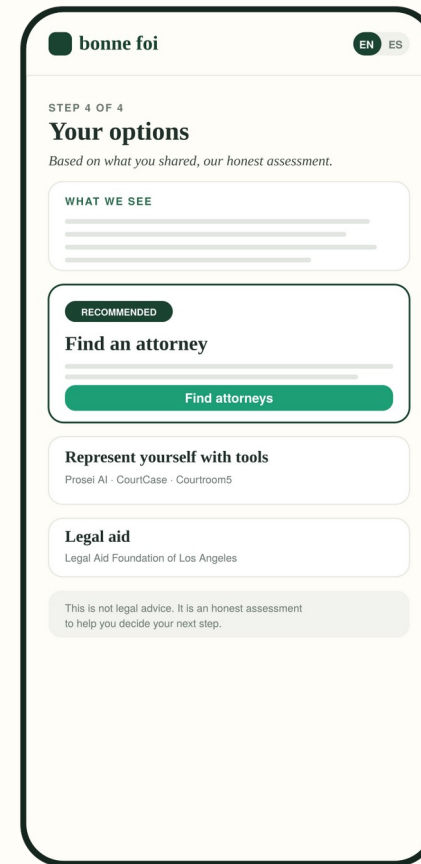 bonne foi
EN ES
STEP 4 OF 4
Your options
Based on what you shared, our honest assessment.
WHAT WE SEE
RECOMMENDED
Find an attorney
Find attorneys
Represent yourself with tools
Prosei AI · CourtCase · Courtroom5
Legal aid
Legal Aid Foundation of Los Angeles
This is not legal advice. It is an honest assessment
to help you decide your next step.